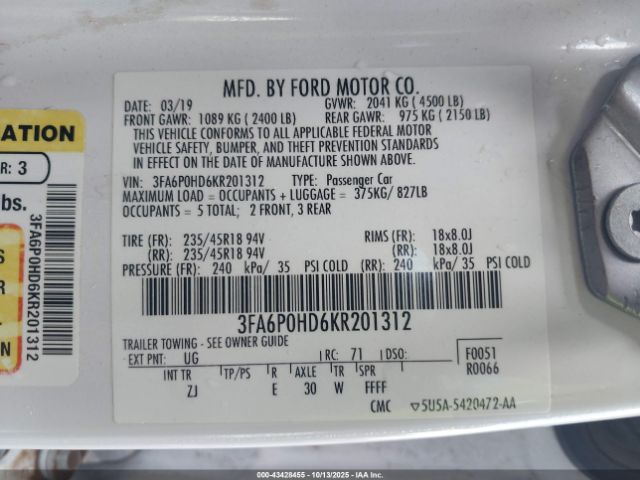 MFD. BY FORD MOTOR CO.
DATE: 03/19 GVWR: 2041 KG (4500 LB)
FRONT GAWR: 1089 KG (2400 LB) REAR GAWR: 975 KG (2150 LB)
THIS VEHICLE CONFORMS TO ALL APPLICABLE FEDERAL MOTOR
VEHICLE SAFETY, BUMPER, AND THEFT PREVENTION STANDARDS
IN EFFECT ON THE DATE OF MANUFACTURE SHOWN ABOVE.
VIN: 3FA6P0HD6KR201312 TYPE: Passenger Car
MAXIMUM LOAD = OCCUPANTS + LUGGAGE = 375KG/ 827LB
OCCUPANTS = 5 TOTAL; 2 FRONT, 3 REAR
TIRE (FR): 235/45R18 94V RIMS (FR): 18x8.0J
(RR): 235/45R18 94V (RR): 18x8.0J
PRESSURE (FR): 240 kPa/ 35 PSI COLD (RR): 240 kPa/ 35 PSI COLD
3FA6P0HD6KR201312
TRAILER TOWING - SEE OWNER GUIDE
EXT PNT: UG RC: 71 DSO: F0051
R0066
INT TR TP/PS R AXLE TR SPR
ZJ E 30 W FFFF
CMC ▽5U5A-5420472-AA
ATION
R: 3
bs.
3FA6P0HD6KR201312
S
R
ON
© 10-43428455 | 10/13/2025 | © Copyright IAA, LLC